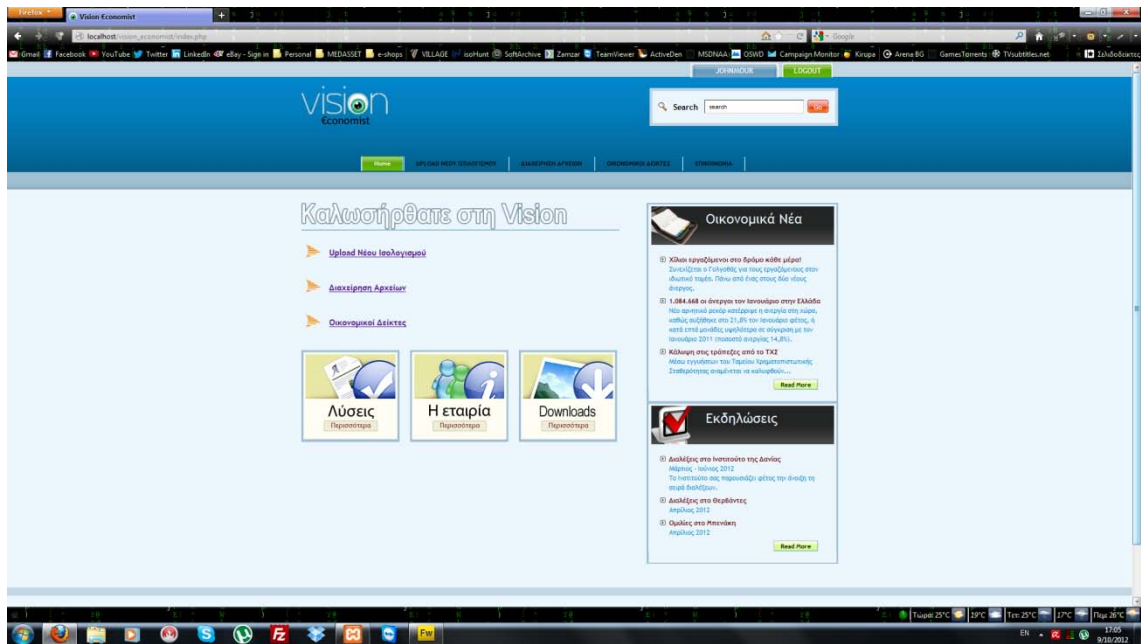 Firefox
Vision Economist
localhost/vision_economist/index.php
Google
Gmail Facebook YouTube Twitter LinkedIn eBay - Sign in Personal MEDASSET e-shops VILLAGE isoHunt SoftArchive Zamzar TeamViewer ActiveDen MSDNAA OSWD Campaign Monitor Kirupa Arena BG GamesTorrents TVsubtitles.net
JOHNMOUR LOGOUT
vision
€conomist
Search search
Home UPLOAD ΝΕΟΥ ΙΣΟΛΟΓΙΣΜΟΥ ΔΙΑΧΕΙΡΗΣΗ ΑΡΧΕΙΩΝ ΟΙΚΟΝΟΜΙΚΟΙ ΔΕΙΚΤΕΣ ΕΠΙΚΟΙΝΩΝΙΑ
Καλωσήρθατε στη Vision
Upload Νέου Ισολογισμού
Διαχείρηση Αρχείων
Οικονομικοί Δείκτες
Λύσεις
Περισσότερα
Η εταιρία
Περισσότερα
Downloads
Περισσότερα
Οικονομικά Νέα
Χίλιοι εργαζόμενοι στο δρόμο κάθε μέρα!
Συνεχίζεται ο Γολγοθάς για τους εργαζόμενους στον
ιδιωτικό τομέα. Πάνω από ένας στους δύο νέους
άνεργος.
1.084.668 οι άνεργοι τον Ιανουάριο στην Ελλάδα
Νέο αρνητικό ρεκόρ κατέρριψε η ανεργία στη χώρα,
καθώς αυξήθηκε στο 21,8% τον Ιανουάριο φέτος, ή
κατά επτά μονάδες υψηλότερα σε σύγκριση με τον
Ιανουάριο 2011 (ποσοστό ανεργίας 14,8%).
Κάλυψη στις τράπεζες από το ΤΧΣ
Μέσω εγγυήσεων του Ταμείου Χρηματοπιστωτικής
Σταθερότητας αναμένεται να καλυφθούν...
Read More
Εκδηλώσεις
Διαλέξεις στο Ινστιτούτο της Δανίας
Μάρτιος - Ιούνιος 2012
Το Ινστιτούτο σας παρουσιάζει φέτος την άνοιξη τη
σειρά διαλέξεων.
Διαλέξεις στο Θερβάντες
Απρίλιος 2012
Ομιλίες στο Μπενάκη
Απρίλιος 2012
Read More
Τώρα: 25°C 19°C Τετ: 25°C 17°C Πεμ: 26°C
Fw
EN 17:05
9/10/2012